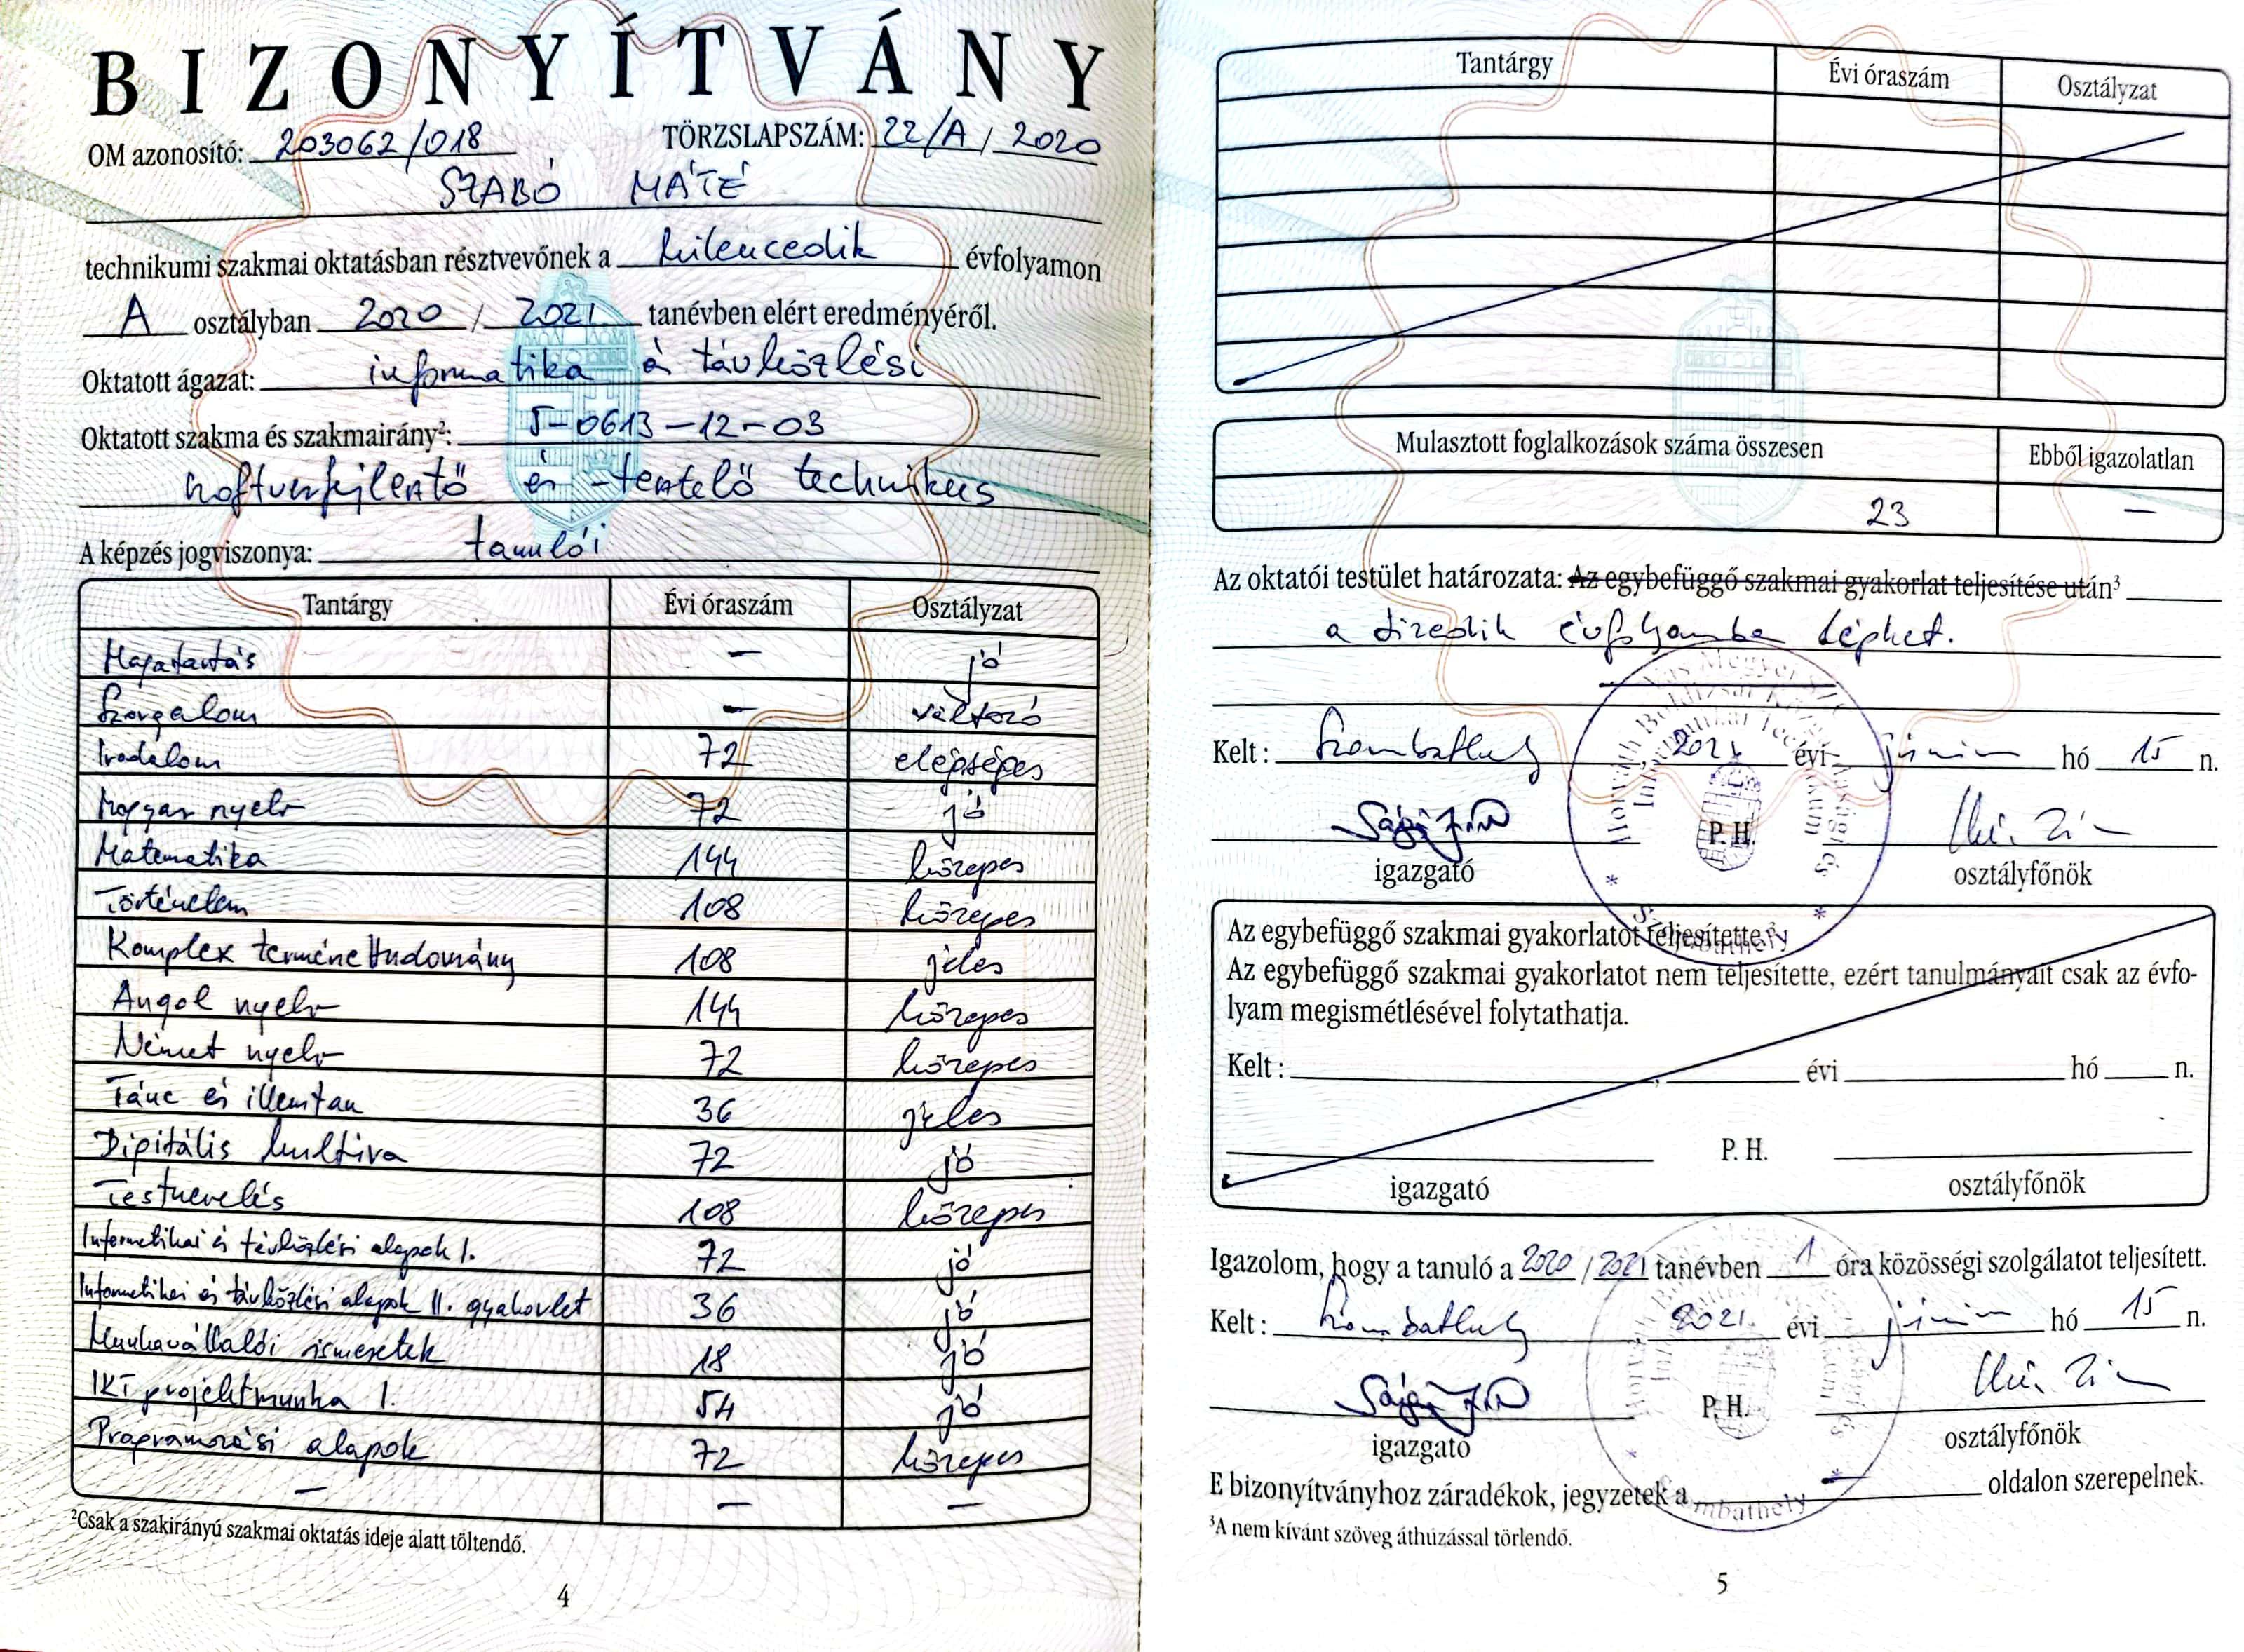 BIZONYÍTVÁNY
OM azonosító: 203062/018 TÖRZSLAPSZÁM: 22/A/2020
SZABÓ MÁTÉ
technikumi szakmai oktatásban résztvevőnek a kilencedik évfolyamon
A osztályban 2020 / 2021 tanévben elért eredményéről.
Oktatott ágazat: informatika és távközlési
Oktatott szakma és szakmairány²: 5-0613-12-03
szoftverfejlesztő és -tesztelő technikus
A képzés jogviszonya: tanulói
Tantárgy Évi óraszám Osztályzat
Magatartás — jó
Szorgalom — változó
Irodalom 72 elégséges
Magyar nyelv 72 jó
Matematika 144 közepes
Történelem 108 közepes
Komplex természettudomány 108 jeles
Angol nyelv 144 közepes
Német nyelv 72 közepes
Tánc és illemtan 36 jeles
Digitális kultúra 72 jó
Testnevelés 108 közepes
Informatikai és távközlési alapok I. 72 jó
Informatikai és távközlési alapok II. gyakorlat 36 jó
Munkavállalói ismeretek 18 jó
IKT projektmunka I. 54 jó
Programozási alapok 72 közepes
— — —
²Csak a szakirányú szakmai oktatás ideje alatt töltendő.
4
Tantárgy Évi óraszám Osztályzat
Mulasztott foglalkozások száma összesen Ebből igazolatlan
23 —
Az oktatói testület határozata: Az egybefüggő szakmai gyakorlat teljesítése után³
a tizedik évfolyamba léphet.
Kelt: Szombathely 2021 évi június hó 15 n.
P. H.
igazgató osztályfőnök
Az egybefüggő szakmai gyakorlatot teljesítette.³
Az egybefüggő szakmai gyakorlatot nem teljesítette, ezért tanulmányait csak az évfo-
lyam megismétlésével folytathatja.
Kelt: , évi hó n.
P. H.
igazgató osztályfőnök
Igazolom, hogy a tanuló a 2020 / 2021 tanévben 1 óra közösségi szolgálatot teljesített.
Kelt: Szombathely 2021. évi június hó 15 n.
P. H.
igazgató osztályfőnök
E bizonyítványhoz záradékok, jegyzetek a — oldalon szerepelnek.
³A nem kívánt szöveg áthúzással törlendő.
5